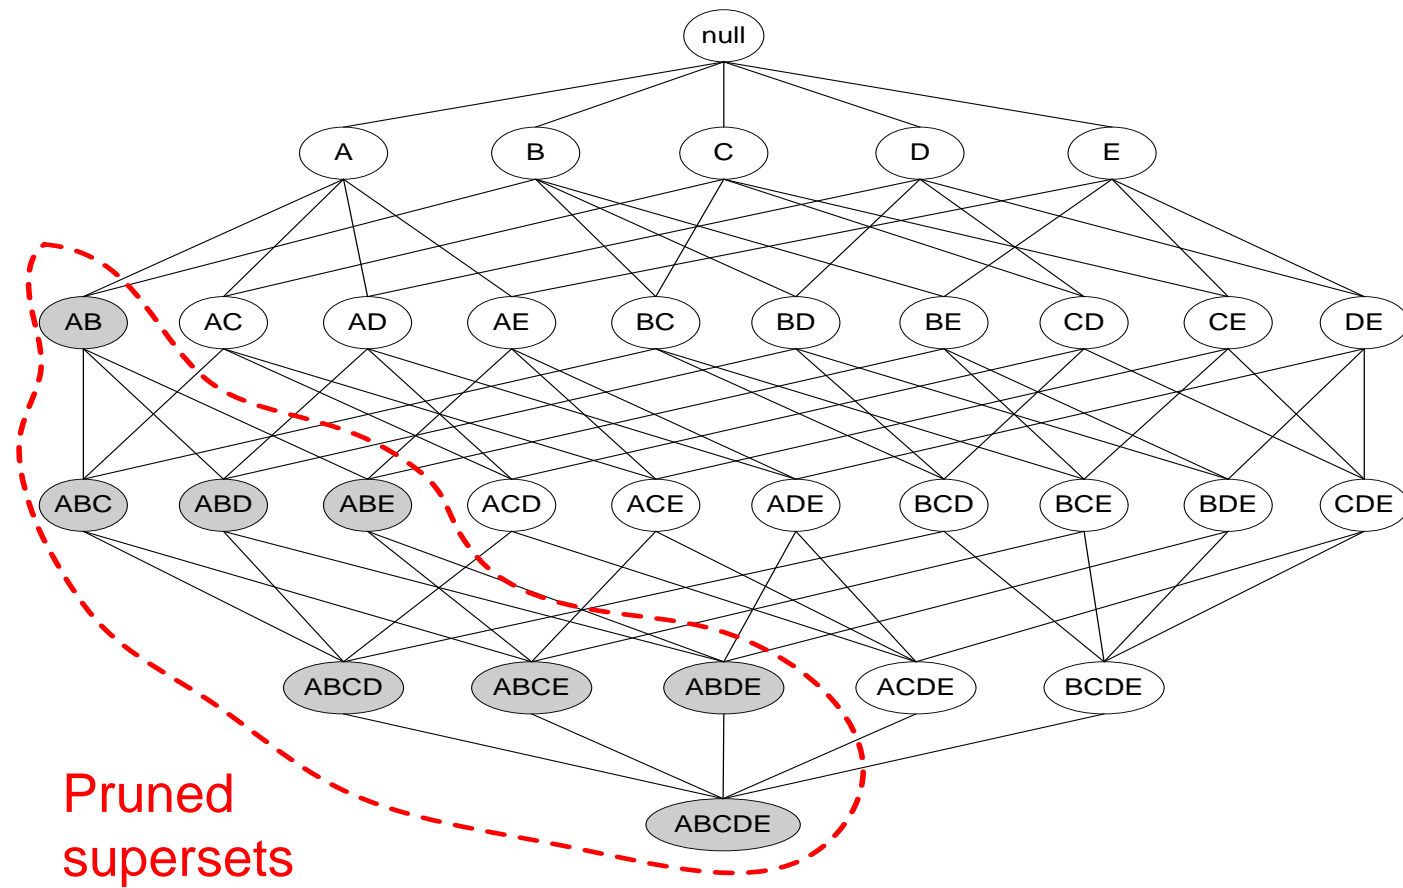 null
A B C D E
AB AC AD AE BC BD BE CD CE DE
ABC ABD ABE ACD ACE ADE BCD BCE BDE CDE
ABCD ABCE ABDE ACDE BCDE
ABCDE
Pruned
supersets